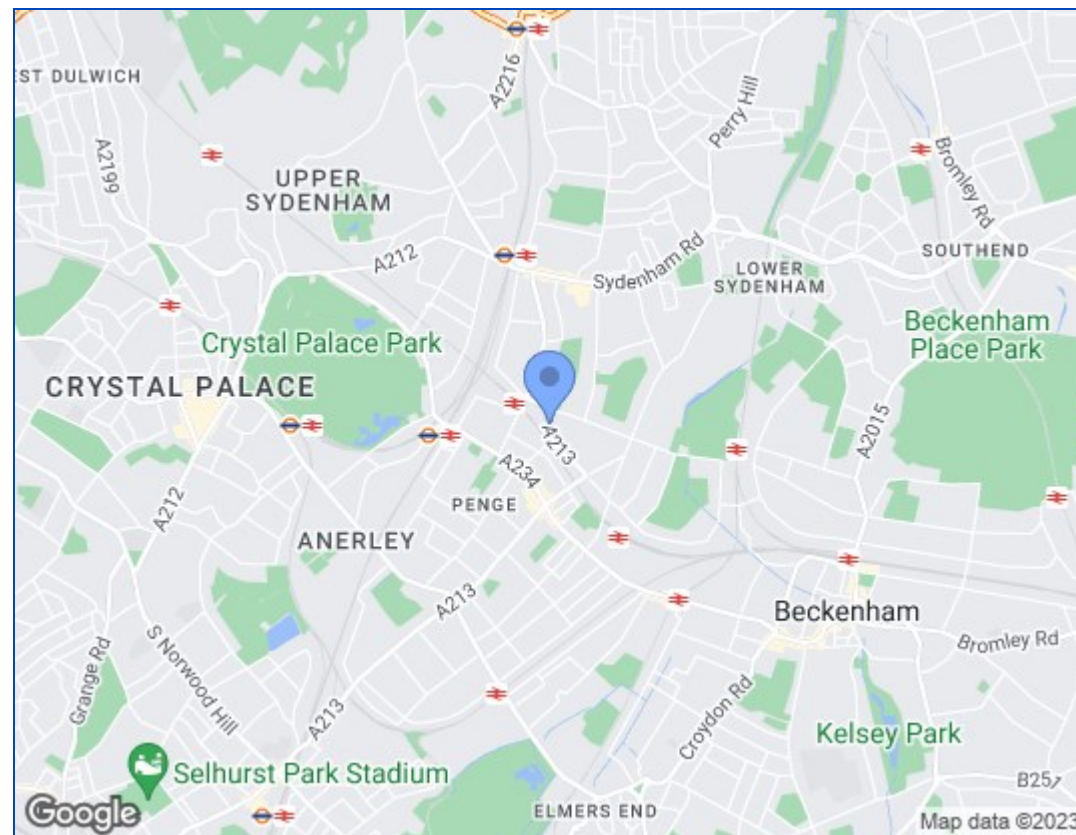 EST DULWICH
A2216
Perry Hill
A2199
Bromley Rd
UPPER
SYDENHAM
A212
SOUTHEND
Sydenham Rd
LOWER
SYDENHAM
Crystal Palace Park
Beckenham
Place Park
CRYSTAL PALACE
A2015
A213
A234
A212
PENGE
ANERLEY
A213
Beckenham
Bromley Rd
Grange Rd
S Norwood Hill
A213
Croydon Rd
Kelsey Park
Selhurst Park Stadium
B251
ELMERS END
Google
Map data ©2023